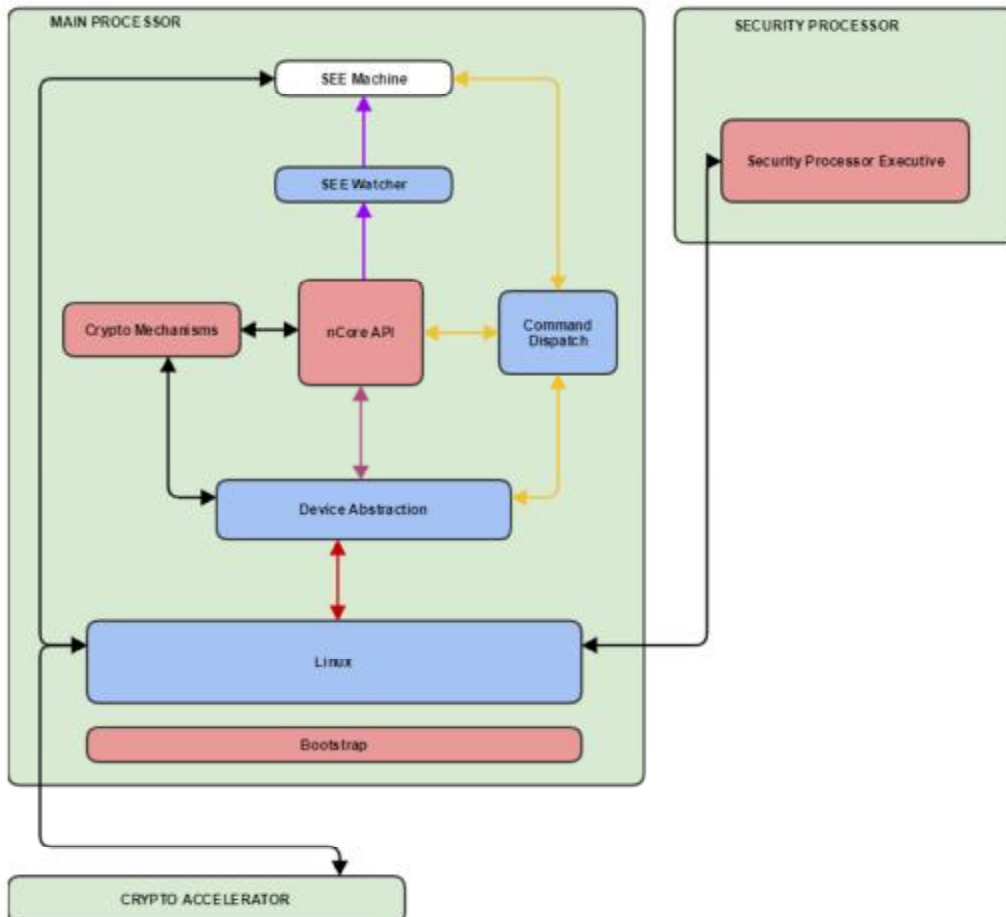 MAIN PROCESSOR
SECURITY PROCESSOR
SEE Machine
Security Processor Executive
SEE Watcher
Crypto Mechanisms
nCore API
Command
Dispatch
Device Abstraction
Linux
Bootstrap
CRYPTO ACCELERATOR